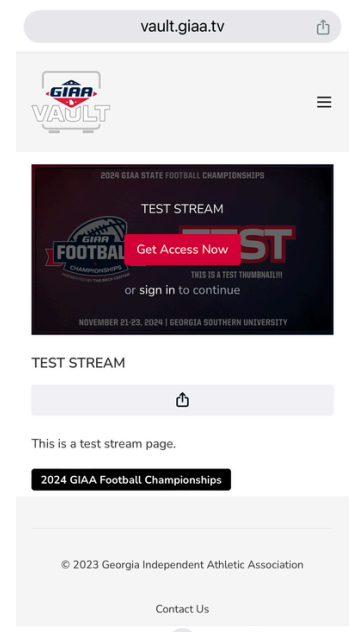 vault.giaa.tv
GIAA
VAULT
2024 GIAA STATE FOOTBALL CHAMPIONSHIPS
TEST STREAM
GIAA
FOOTBAL
CHAMPIONSHIPS
Get Access Now
ST
THIS IS A TEST THUMBNAIL!!!
or sign in to continue
NOVEMBER 21-23, 2024 | GEORGIA SOUTHERN UNIVERSITY
TEST STREAM
This is a test stream page.
2024 GIAA Football Championships
© 2023 Georgia Independent Athletic Association
Contact Us